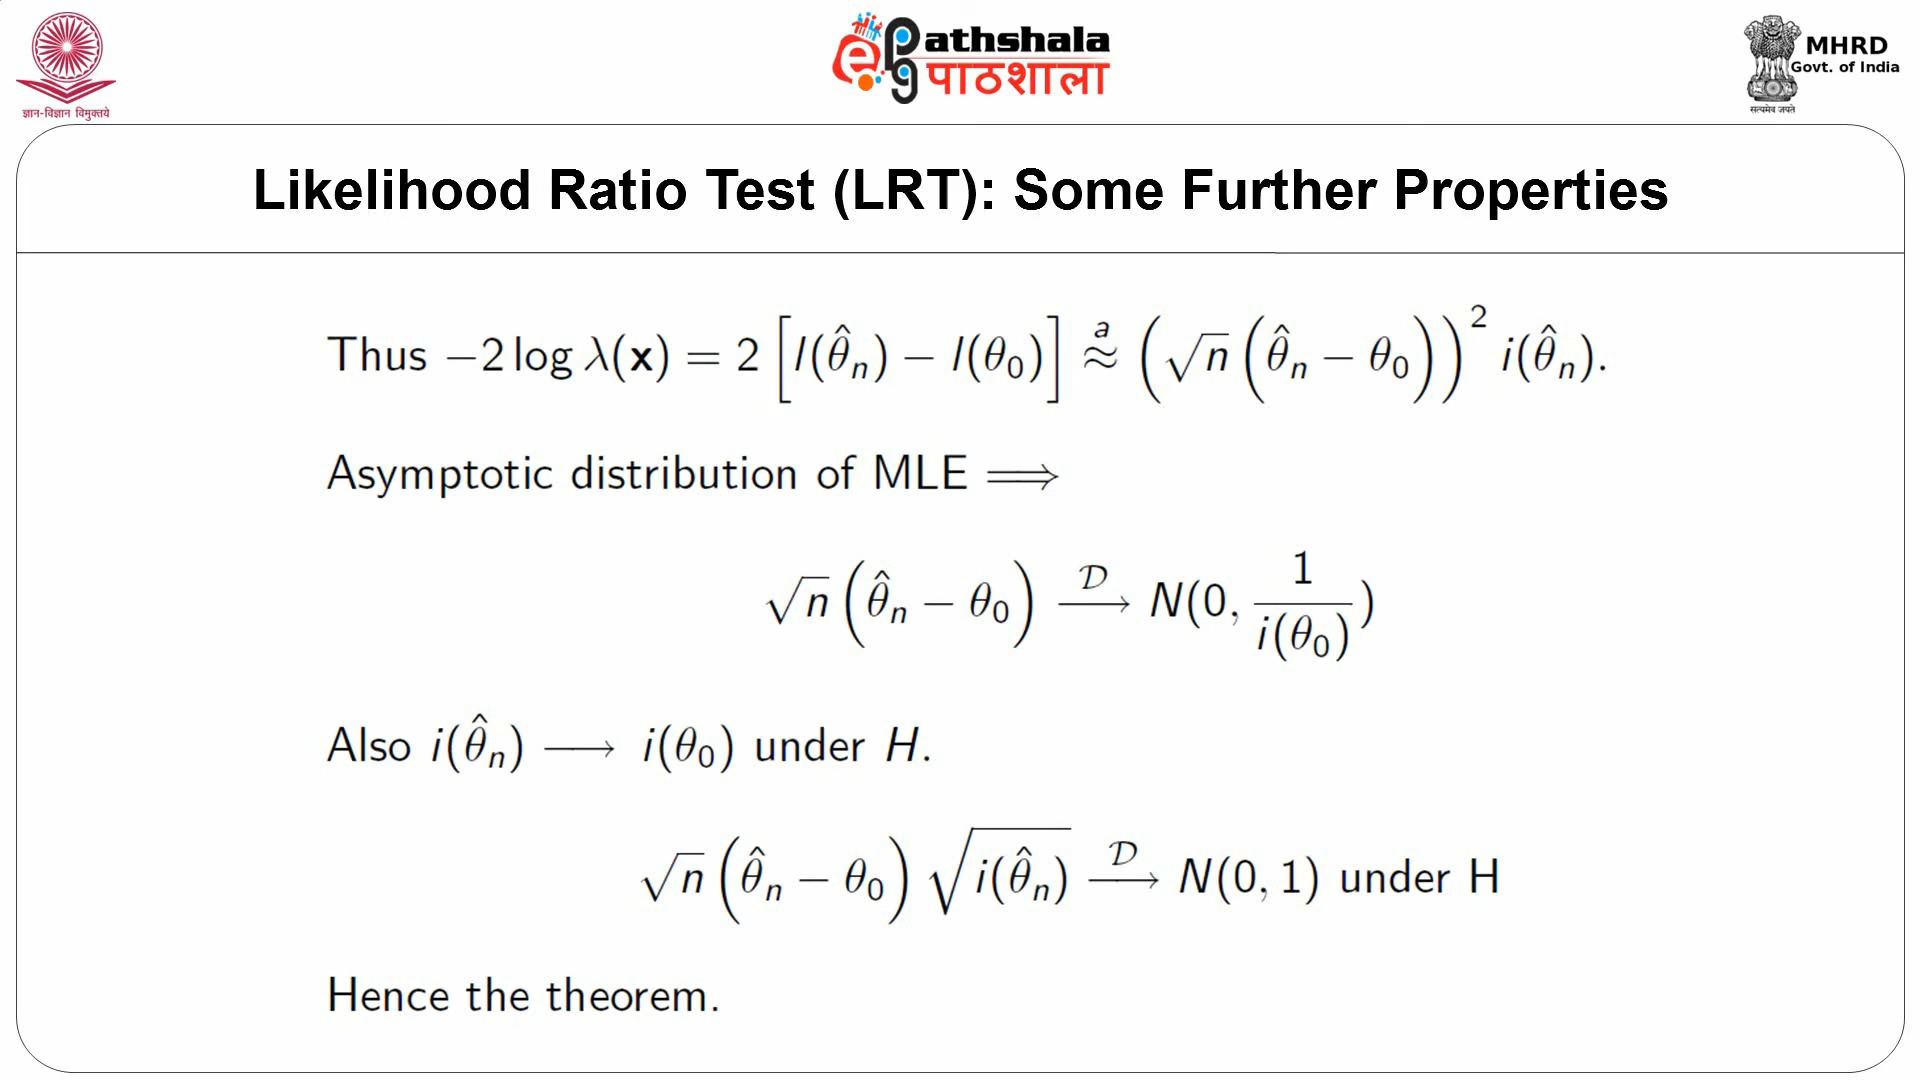 ज्ञान-विज्ञान विमुक्तये
ePG Pathshala
पाठशाला
MHRD
Govt. of India
सत्यमेव जयते
Likelihood Ratio Test (LRT): Some Further Properties
Thus −2 log λ(𝐱) = 2 [l(θ̂ₙ) − l(θ₀)] ≈ᵃ (√n (θ̂ₙ − θ₀))² i(θ̂ₙ).
Asymptotic distribution of MLE ⟹
√n (θ̂ₙ − θ₀) —𝒟→ N(0, 1/i(θ₀))
Also i(θ̂ₙ) ⟶ i(θ₀) under H.
√n (θ̂ₙ − θ₀) √i(θ̂ₙ) —𝒟→ N(0, 1) under H
Hence the theorem.